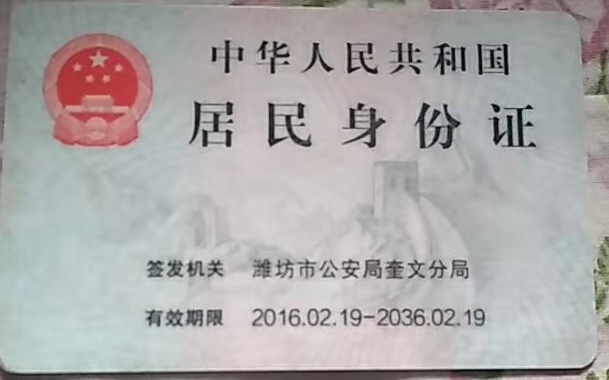 中华人民共和国
居民身份证
签发机关 潍坊市公安局奎文分局
有效期限 2016.02.19-2036.02.19